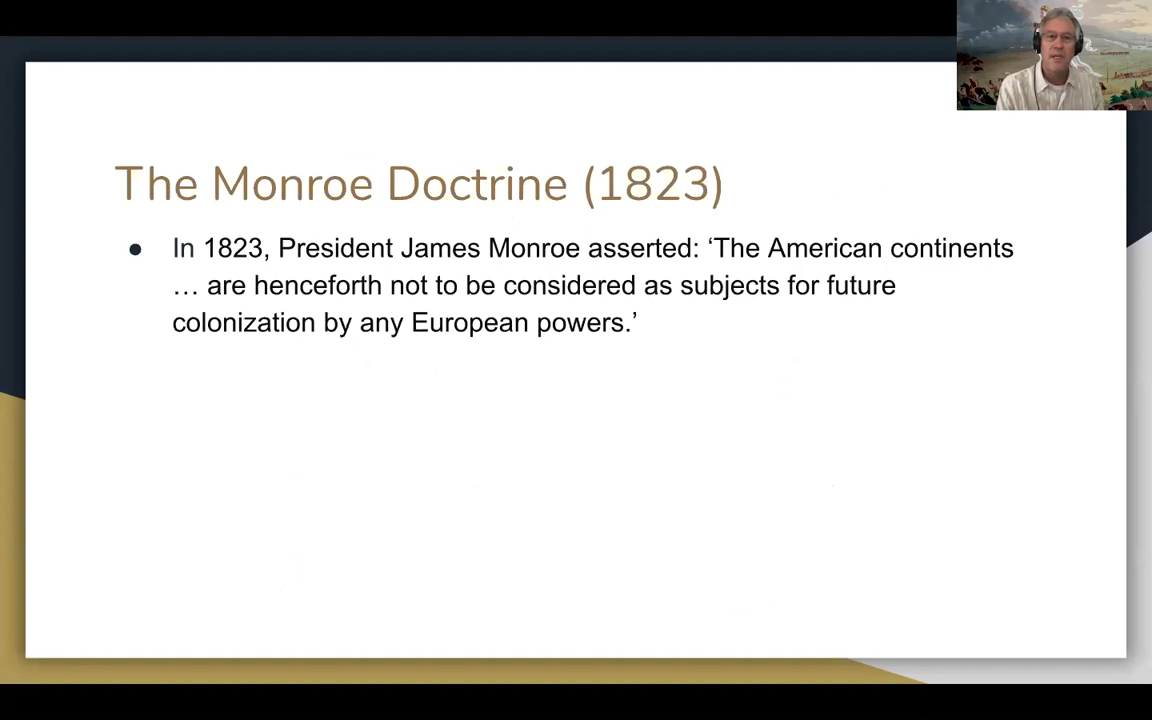 The Monroe Doctrine (1823)
● In 1823, President James Monroe asserted: ‘The American continents
… are henceforth not to be considered as subjects for future
colonization by any European powers.’